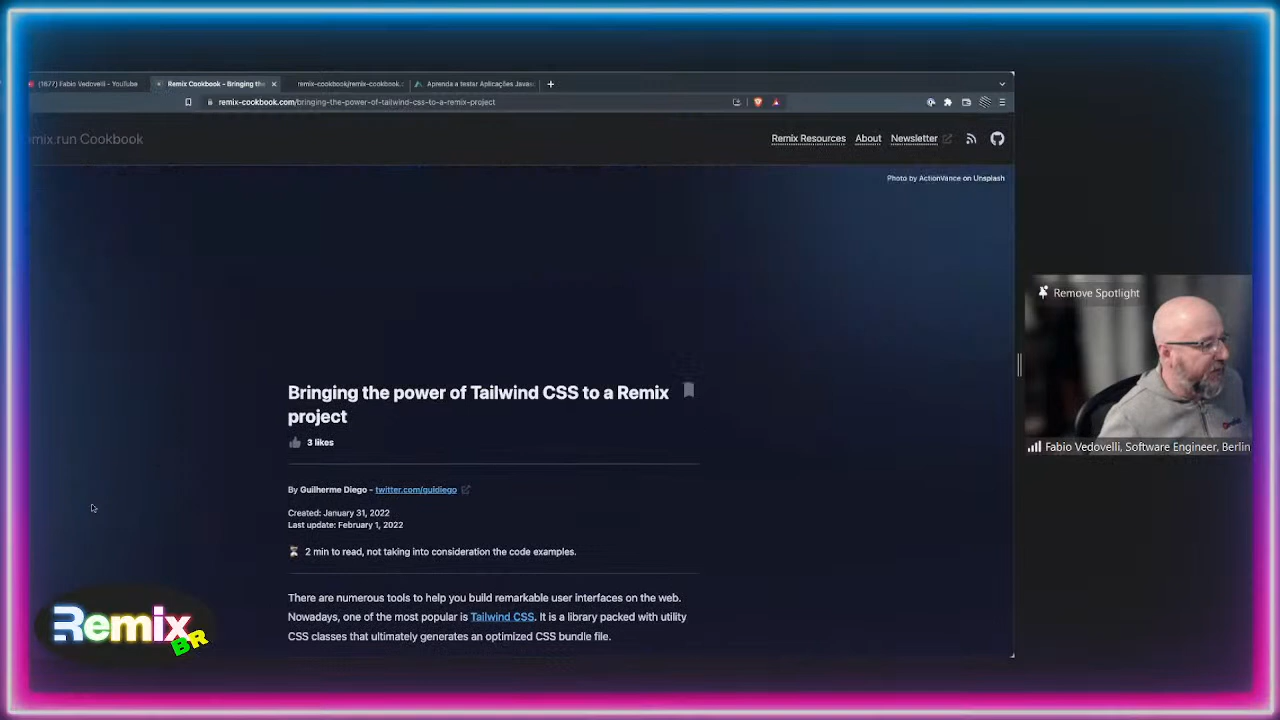 (1677) Fabio Vedovelli - YouTube
Remix Cookbook - Bringing the
remix-cookbook/remix-cookbook.
Aprenda a testar Aplicações Javas
remix-cookbook.com/bringing-the-power-of-tailwind-css-to-a-remix-project
mix.run Cookbook
Remix Resources
About
Newsletter
Photo by ActionVance on Unsplash
Bringing the power of Tailwind CSS to a Remix
project
3 likes
By Guilherme Diego - twitter.com/guidiego
Created: January 31, 2022
Last update: February 1, 2022
2 min to read, not taking into consideration the code examples.
There are numerous tools to help you build remarkable user interfaces on the web.
Nowadays, one of the most popular is Tailwind CSS. It is a library packed with utility
CSS classes that ultimately generates an optimized CSS bundle file.
Remove Spotlight
Fabio Vedovelli, Software Engineer, Berlin
Remix
BR